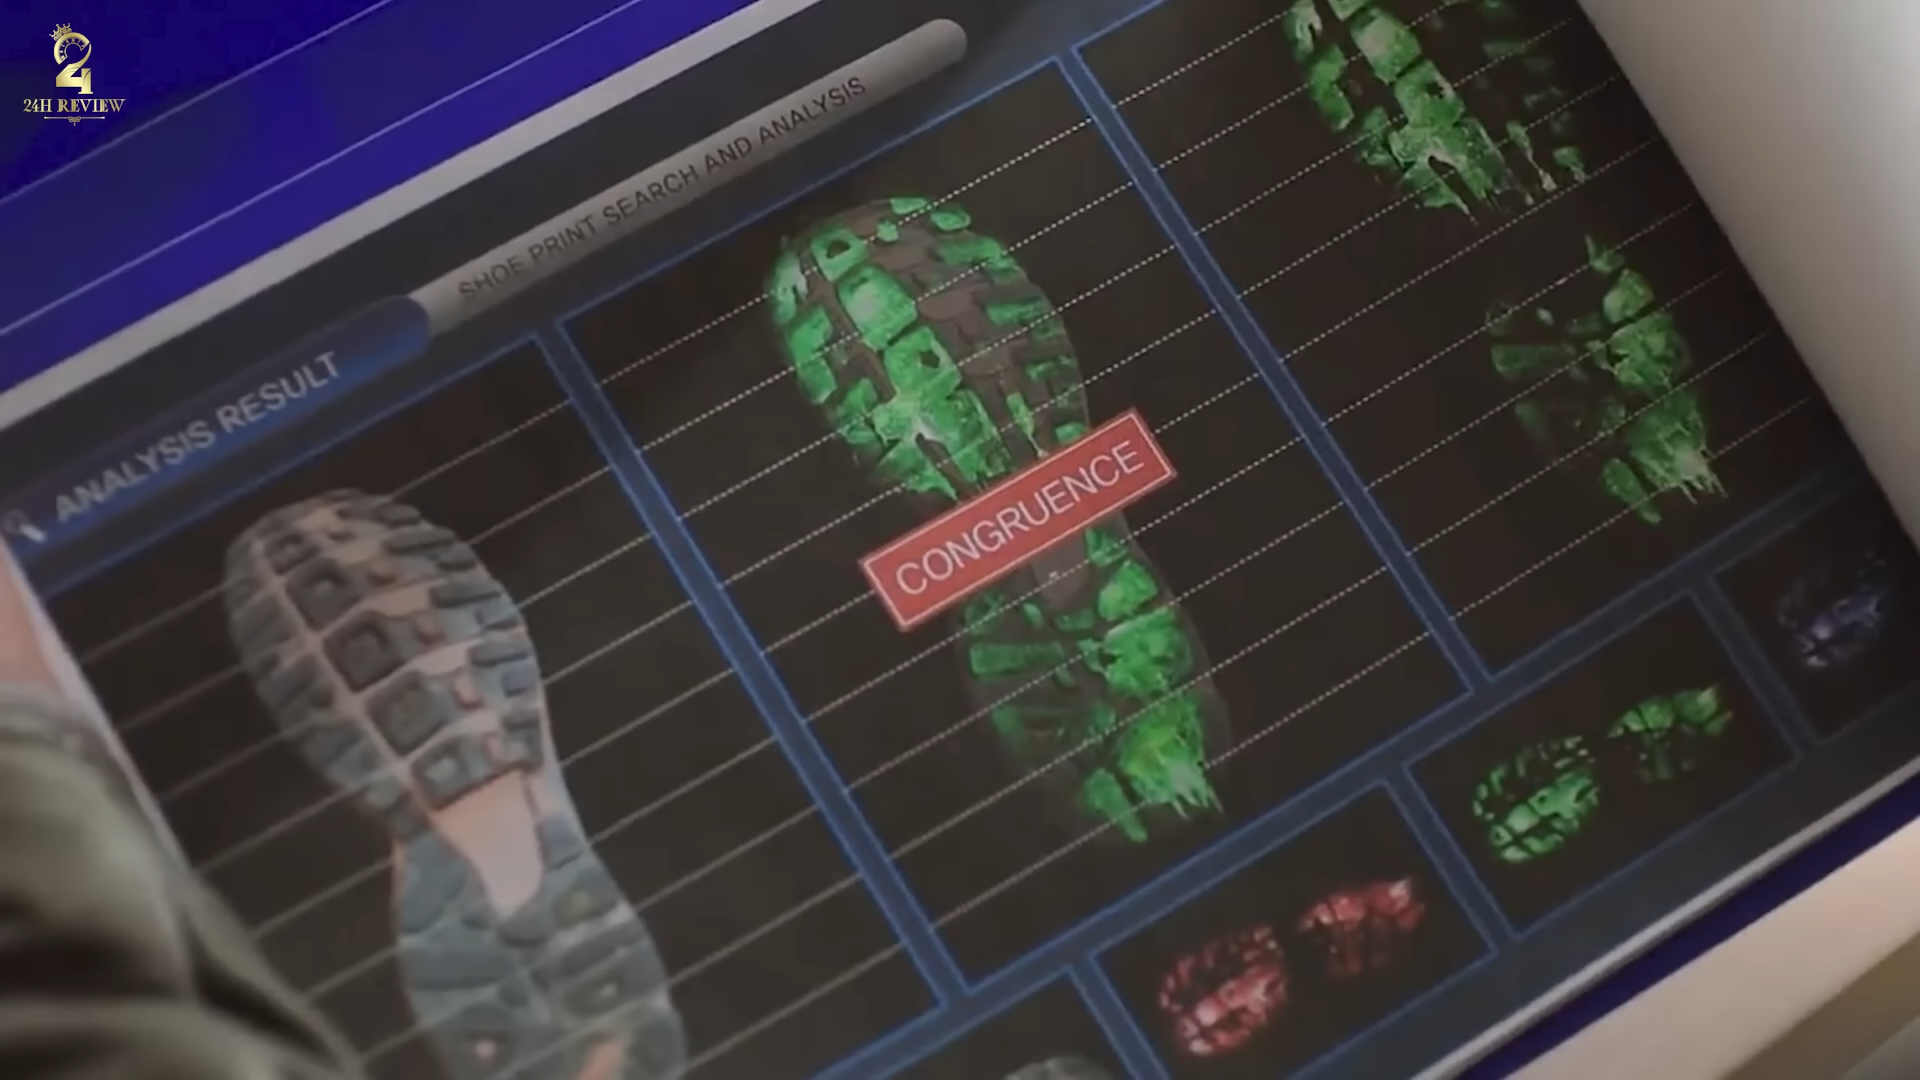 24H REVIEW
SHOE PRINT SEARCH AND ANALYSIS
ANALYSIS RESULT
CONGRUENCE